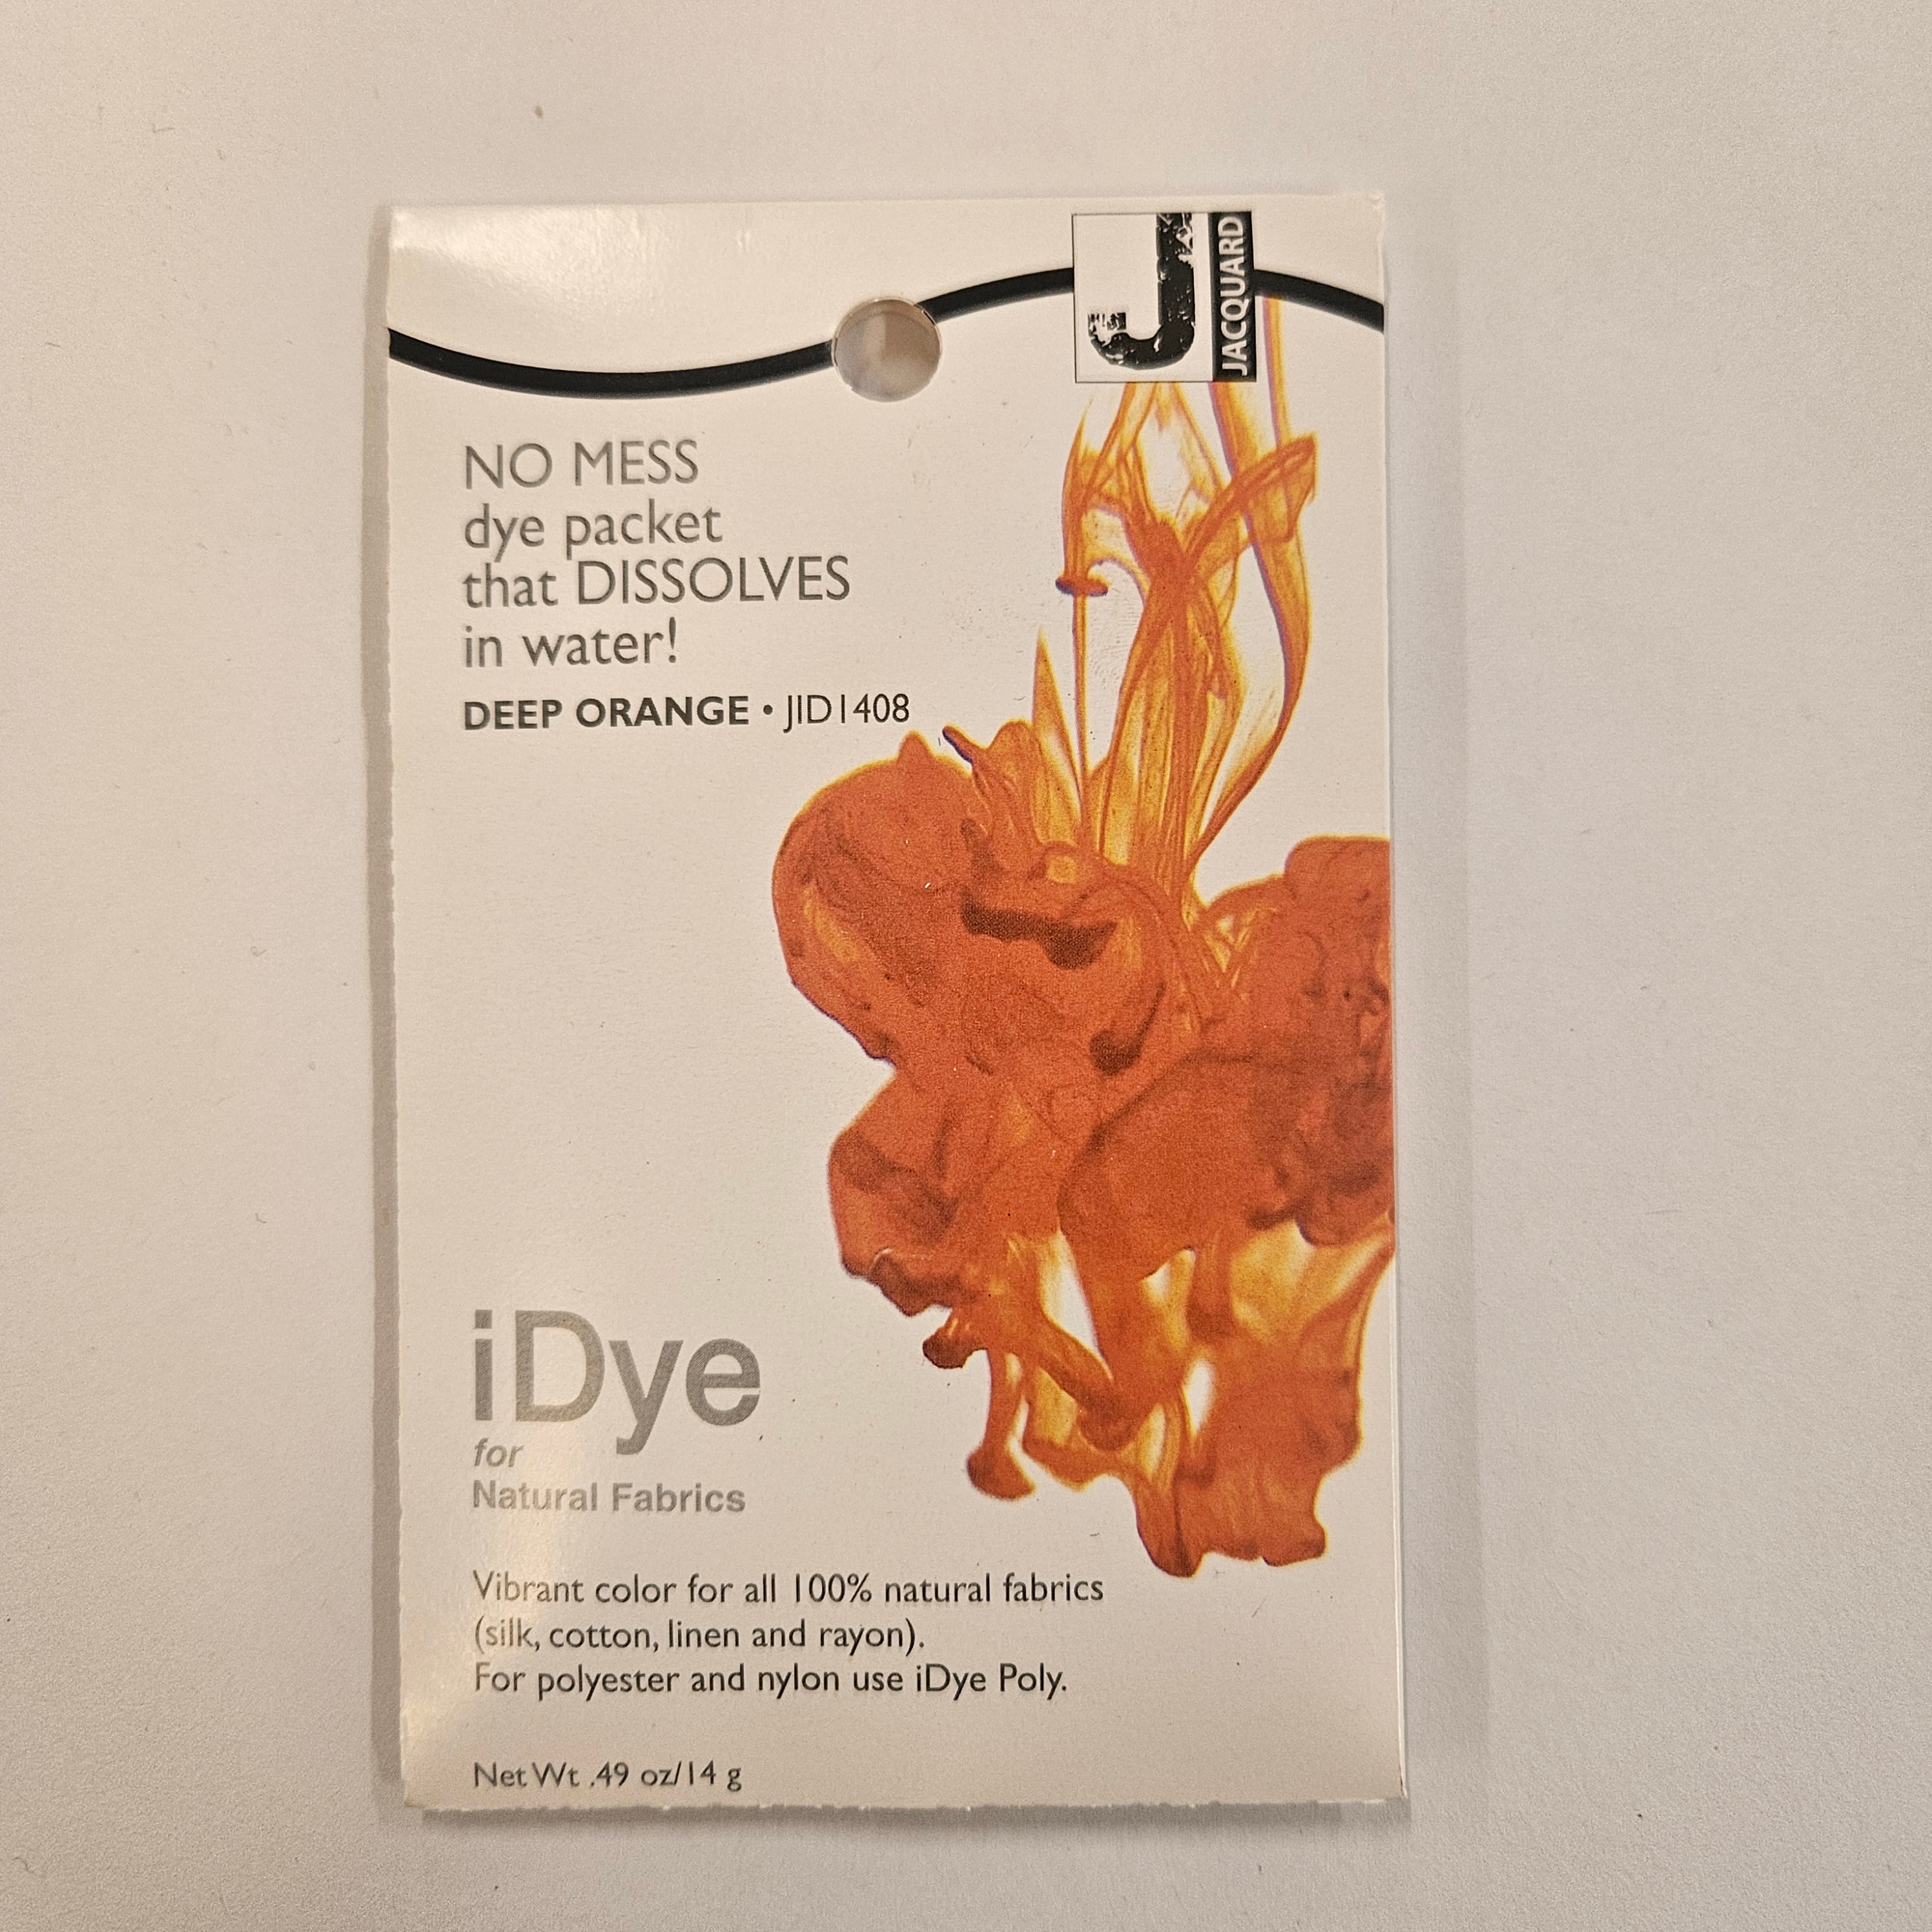 J
JACQUARD
NO MESS
dye packet
that DISSOLVES
in water!
DEEP ORANGE • JID1408
iDye
for
Natural Fabrics
Vibrant color for all 100% natural fabrics
(silk, cotton, linen and rayon).
For polyester and nylon use iDye Poly.
Net Wt .49 oz/14 g